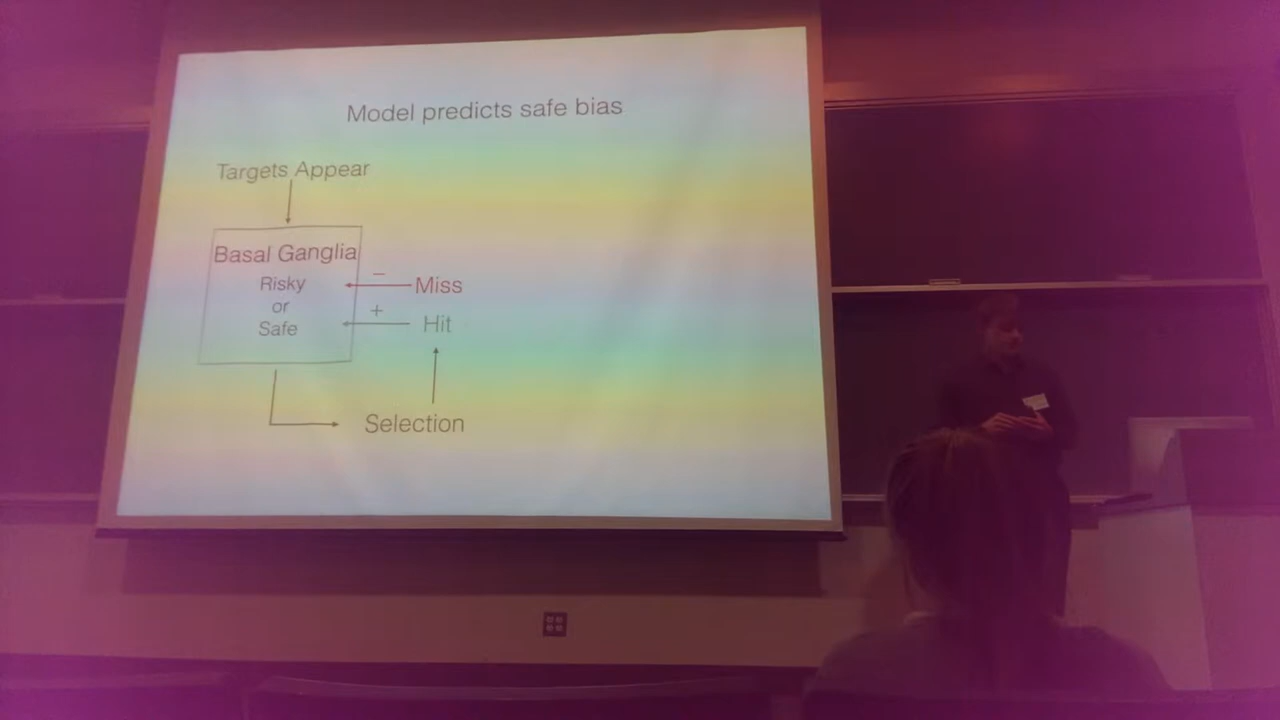 Model predicts safe bias
Targets Appear
Basal Ganglia
Risky
or
Safe
− Miss
+ Hit
Selection